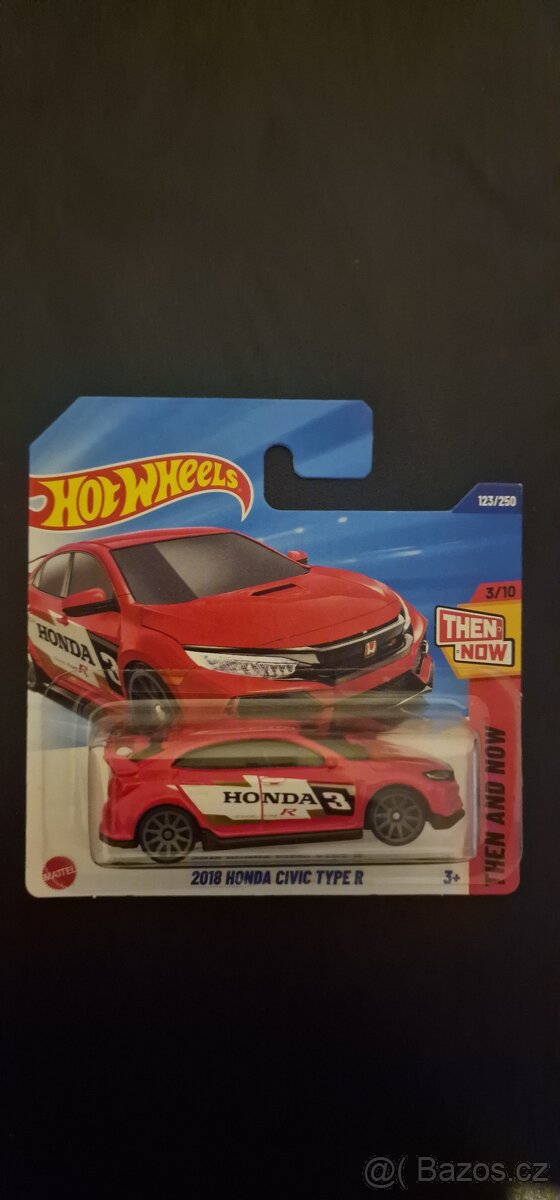 HOT WHEELS
123/250
3/10
THEN
NOW
HONDA 3
R
THEN AND NOW
HONDA 3
R
MATTEL
2018 HONDA CIVIC TYPE R
3+
@( Bazos.cz